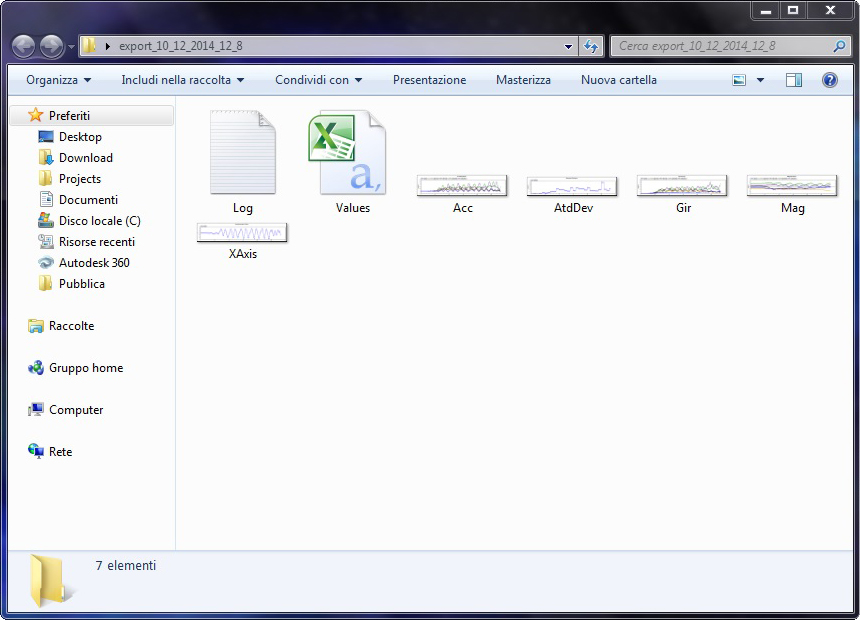 export_10_12_2014_12_8
Cerca export_10_12_2014_12_8
Organizza Includi nella raccolta Condividi con Presentazione Masterizza Nuova cartella
Preferiti
Desktop
Download
Projects
Documenti
Disco locale (C)
Risorse recenti
Autodesk 360
Pubblica
Raccolte
Gruppo home
Computer
Rete
a,
Log Values Acc AtdDev Gir Mag
XAxis
7 elementi